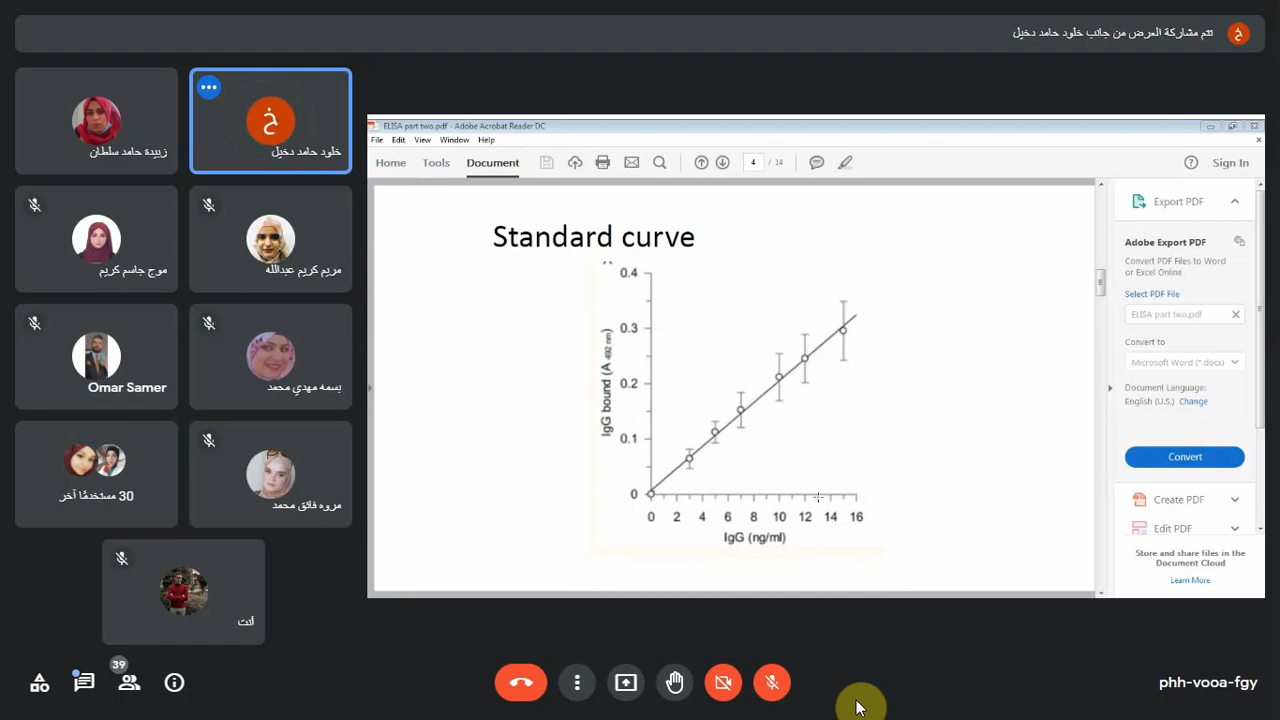 تتم مشاركة العرض من جانب خلود حامد دخيل
خ
زبيدة حامد سلطان
خ
خلود حامد دخيل
موج جاسم كريم
مريم كريم عبدالله
Omar Samer
بسمه مهدي محمد
30 مستخدمًا آخر
مروه فائق محمد
أنت
ELISA part two.pdf - Adobe Acrobat Reader DC
File Edit View Window Help
Home Tools Document 4 / 14 Sign In
Standard curve
0.4
0.3
0.2
0.1
0
IgG bound (A 492 nm)
0 2 4 6 8 10 12 14 16
IgG (ng/ml)
Export PDF
Adobe Export PDF
Convert PDF Files to Word
or Excel Online
Select PDF File
ELISA part two.pdf
Convert to
Microsoft Word (*.docx)
Document Language:
English (U.S.) Change
Convert
Create PDF
Edit PDF
Store and share files in the
Document Cloud
Learn More
39
phh-vooa-fgy